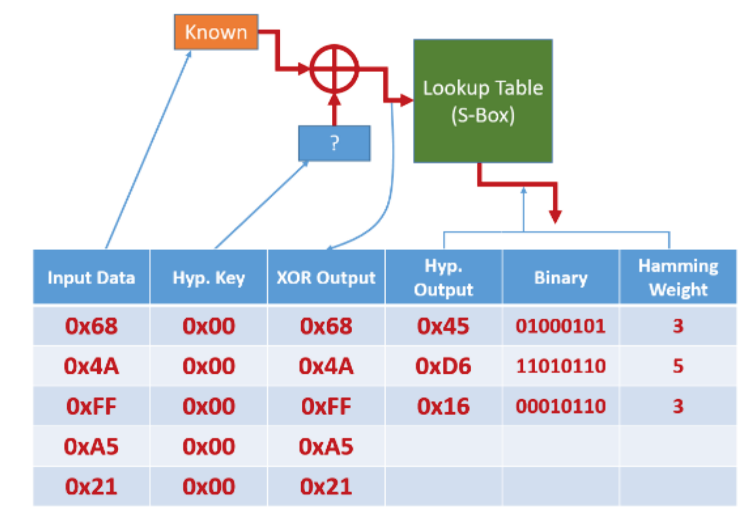 Known
Lookup Table
(S-Box)
?
Input Data Hyp. Key XOR Output Hyp. Output Binary Hamming Weight
0x68 0x00 0x68 0x45 01000101 3
0x4A 0x00 0x4A 0xD6 11010110 5
0xFF 0x00 0xFF 0x16 00010110 3
0xA5 0x00 0xA5
0x21 0x00 0x21